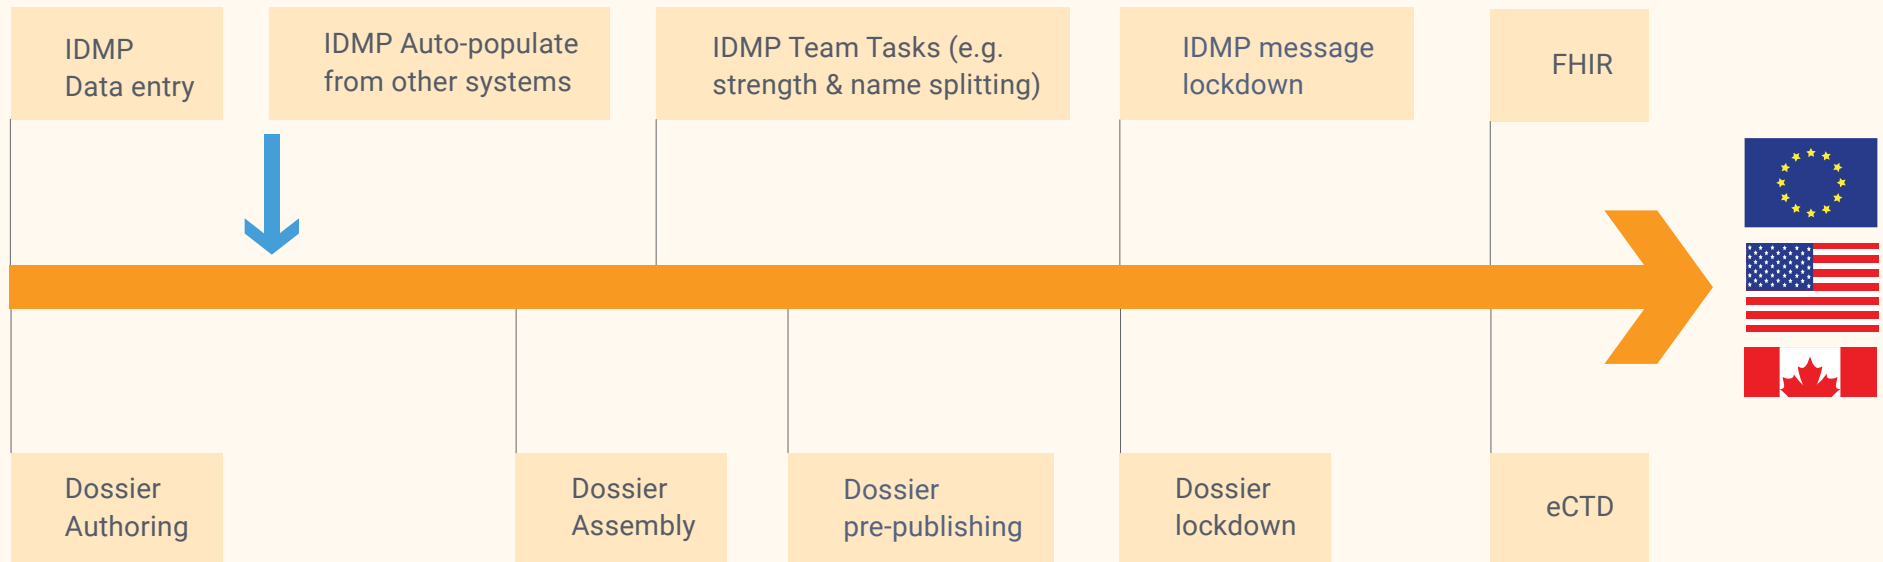 IDMP
Data entry
IDMP Auto-populate
from other systems
IDMP Team Tasks (e.g.
strength & name splitting)
IDMP message
lockdown
FHIR
Dossier
Authoring
Dossier
Assembly
Dossier
pre-publishing
Dossier
lockdown
eCTD